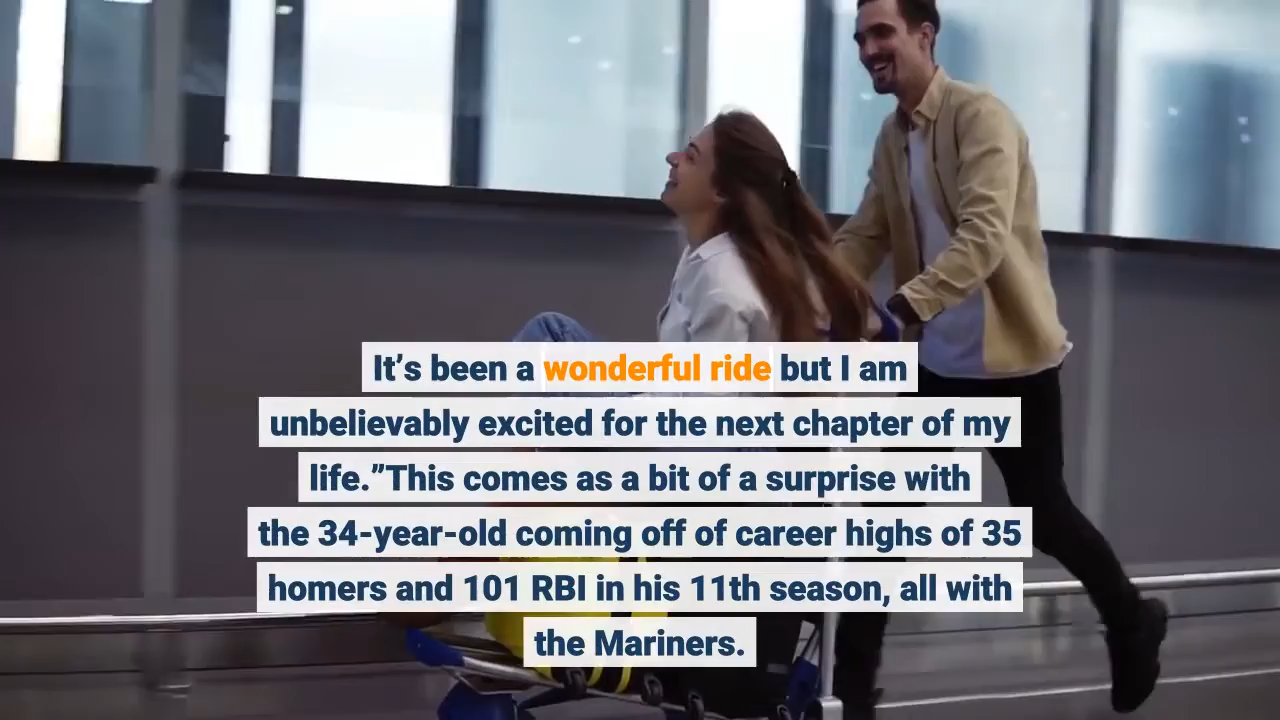 It’s been a wonderful ride but I am
unbelievably excited for the next chapter of my
life.”This comes as a bit of a surprise with
the 34-year-old coming off of career highs of 35
homers and 101 RBI in his 11th season, all with
the Mariners.